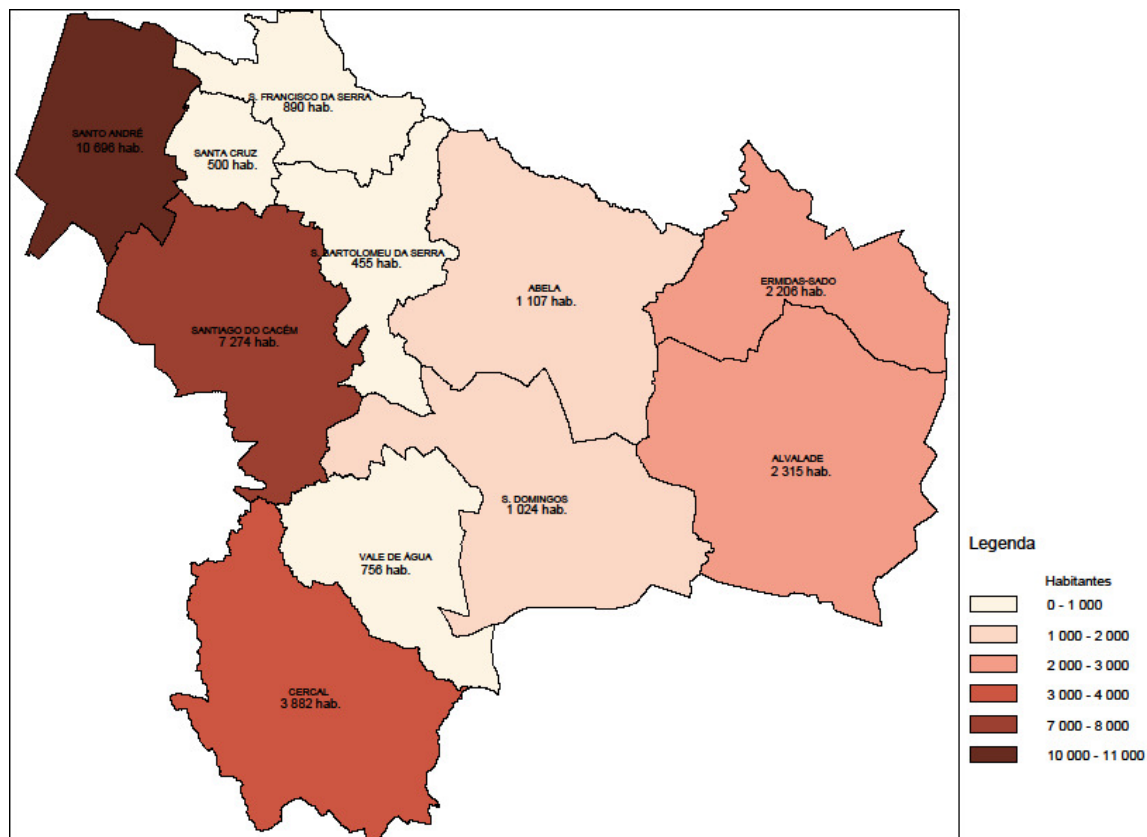 S. FRANCISCO DA SERRA
890 hab.
SANTO ANDRÉ
10 696 hab.
SANTA CRUZ
500 hab.
S. BARTOLOMEU DA SERRA
455 hab.
ABELA
1 107 hab.
ERMIDAS-SADO
2 206 hab.
SANTIAGO DO CACÉM
7 274 hab.
ALVALADE
2 315 hab.
S. DOMINGOS
1 024 hab.
VALE DE ÁGUA
756 hab.
CERCAL
3 882 hab.
Legenda
Habitantes
0 - 1 000
1 000 - 2 000
2 000 - 3 000
3 000 - 4 000
7 000 - 8 000
10 000 - 11 000